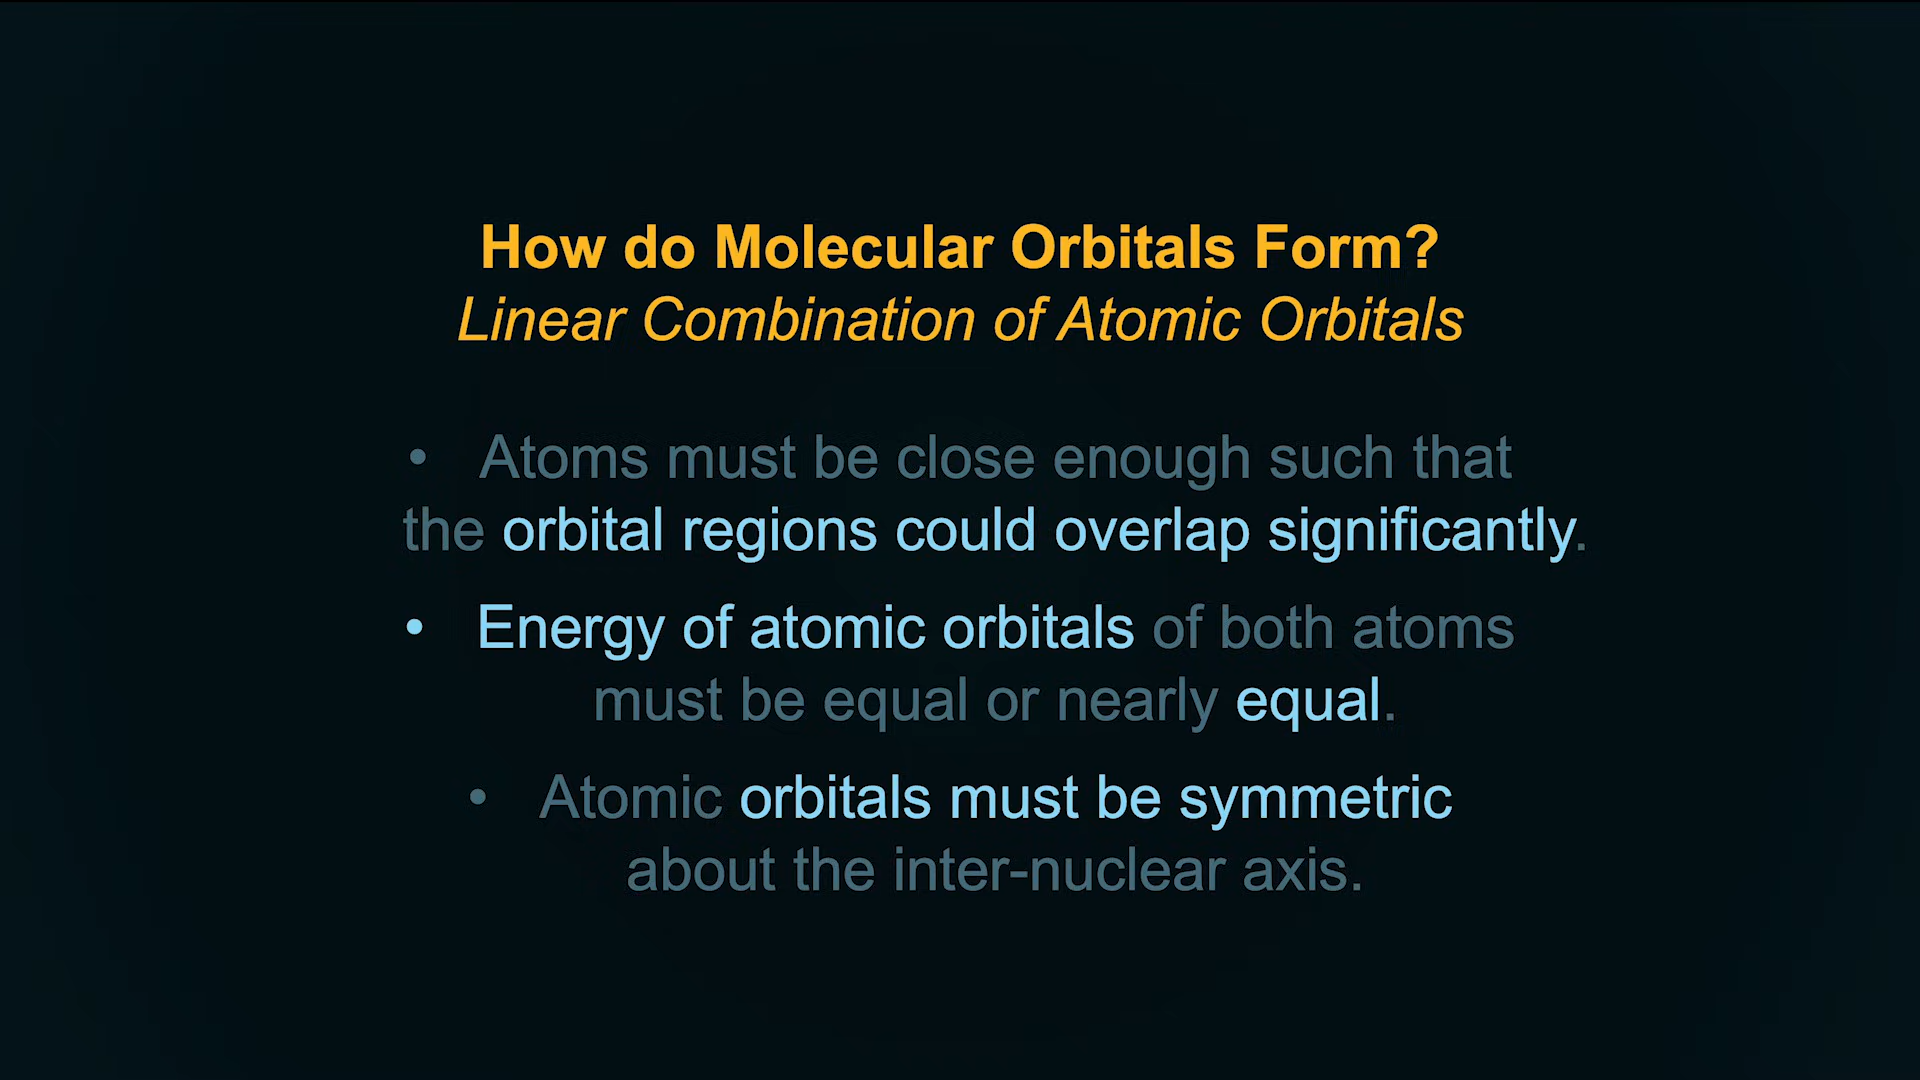 How do Molecular Orbitals Form?
Linear Combination of Atomic Orbitals
• Atoms must be close enough such that
the orbital regions could overlap significantly.
• Energy of atomic orbitals of both atoms
must be equal or nearly equal.
• Atomic orbitals must be symmetric
about the inter-nuclear axis.